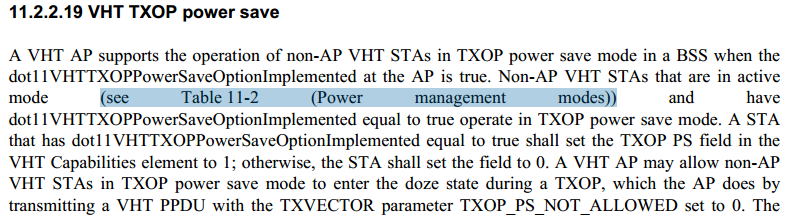 11.2.2.19 VHT TXOP power save
A VHT AP supports the operation of non-AP VHT STAs in TXOP power save mode in a BSS when the
dot11VHTTXOPPowerSaveOptionImplemented at the AP is true. Non-AP VHT STAs that are in active
mode (see Table 11-2 (Power management modes)) and have
dot11VHTTXOPPowerSaveOptionImplemented equal to true operate in TXOP power save mode. A STA
that has dot11VHTTXOPPowerSaveOptionImplemented equal to true shall set the TXOP PS field in the
VHT Capabilities element to 1; otherwise, the STA shall set the field to 0. A VHT AP may allow non-AP
VHT STAs in TXOP power save mode to enter the doze state during a TXOP, which the AP does by
transmitting a VHT PPDU with the TXVECTOR parameter TXOP_PS_NOT_ALLOWED set to 0. The